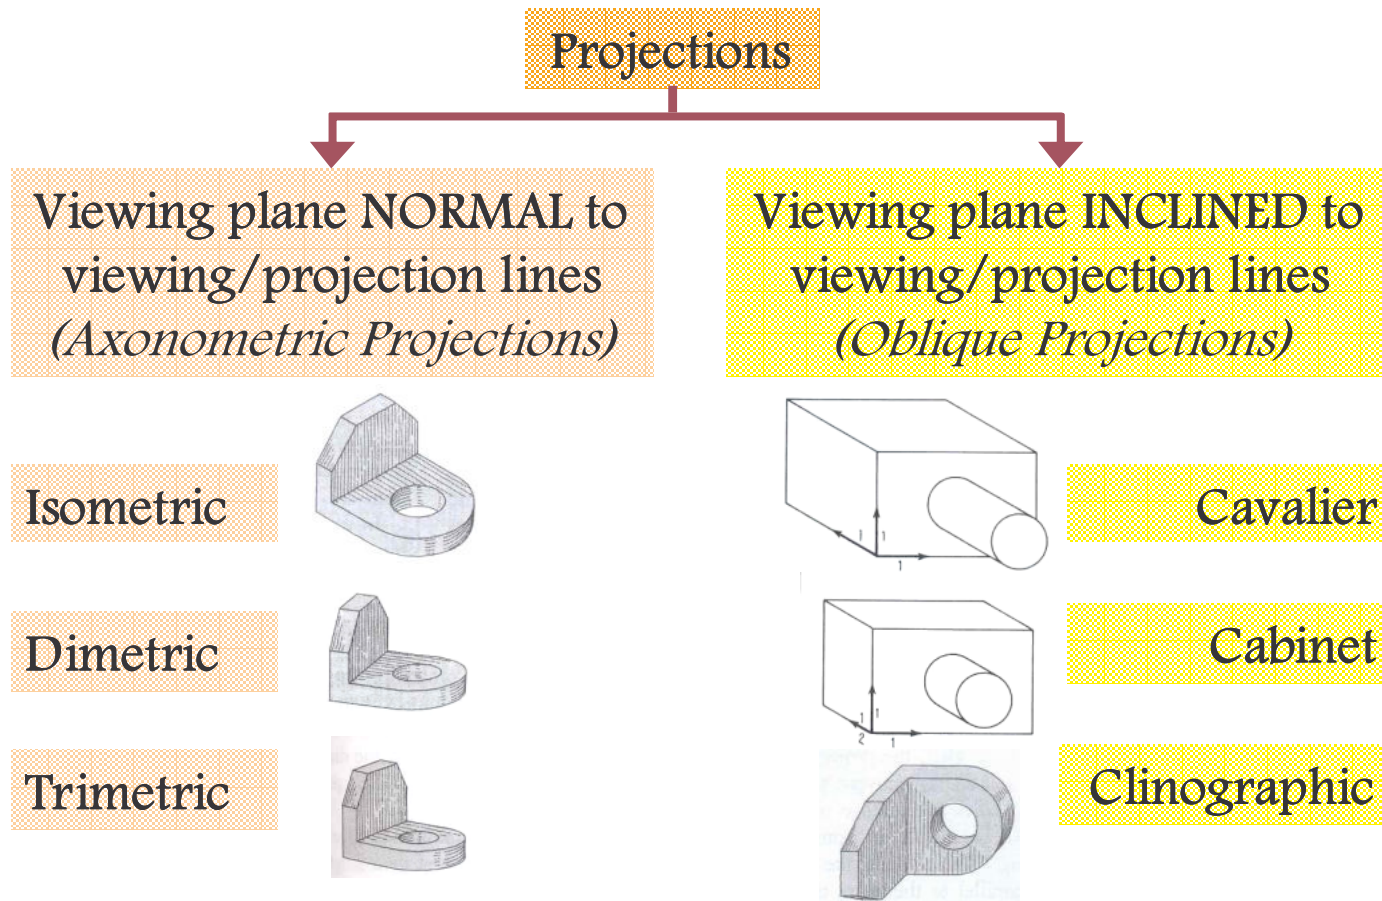 Projections
Viewing plane NORMAL to
viewing/projection lines
(Axonometric Projections)
Viewing plane INCLINED to
viewing/projection lines
(Oblique Projections)
Isometric
Dimetric
Trimetric
1 1
1
Cavalier
1 1
2 1
Cabinet
Clinographic